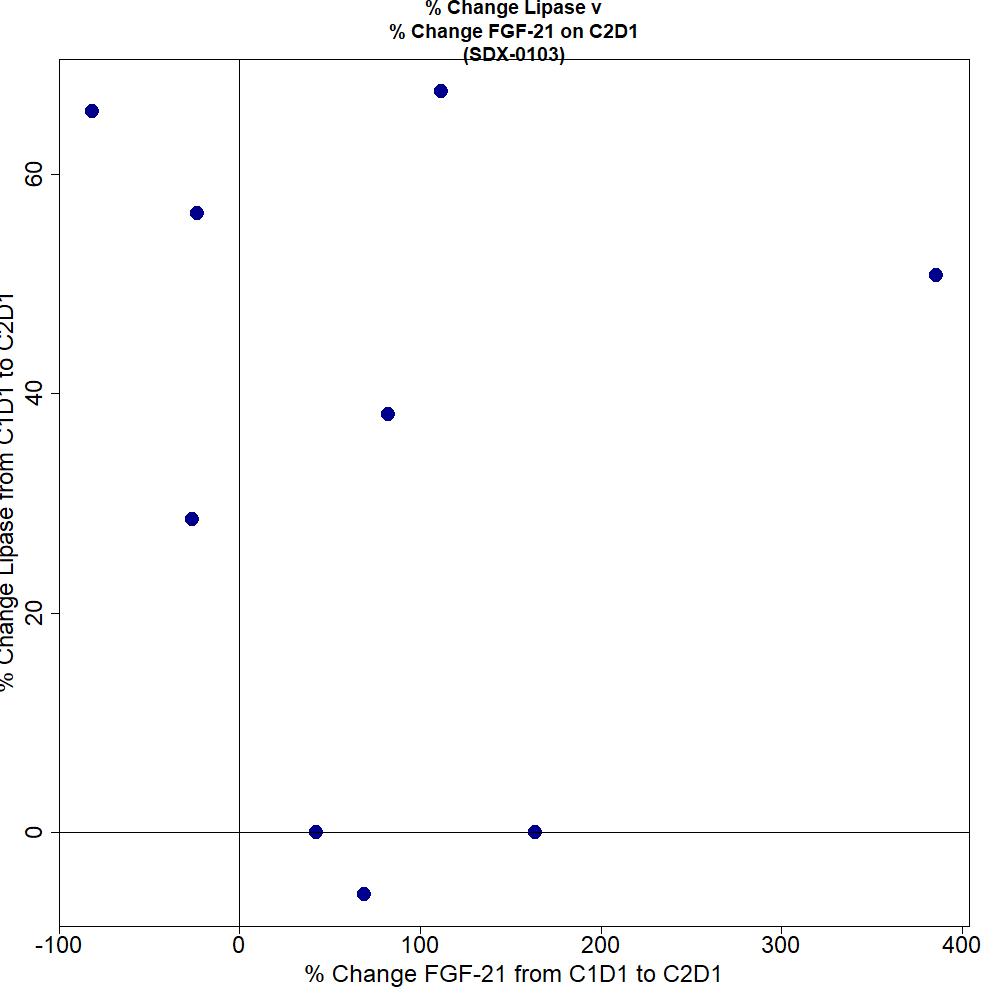 % Change Lipase v
% Change FGF-21 on C2D1
(SDX-0103)
% Change Lipase from C1D1 to C2D1
60
40
20
0
-100
0
100
200
300
400
% Change FGF-21 from C1D1 to C2D1